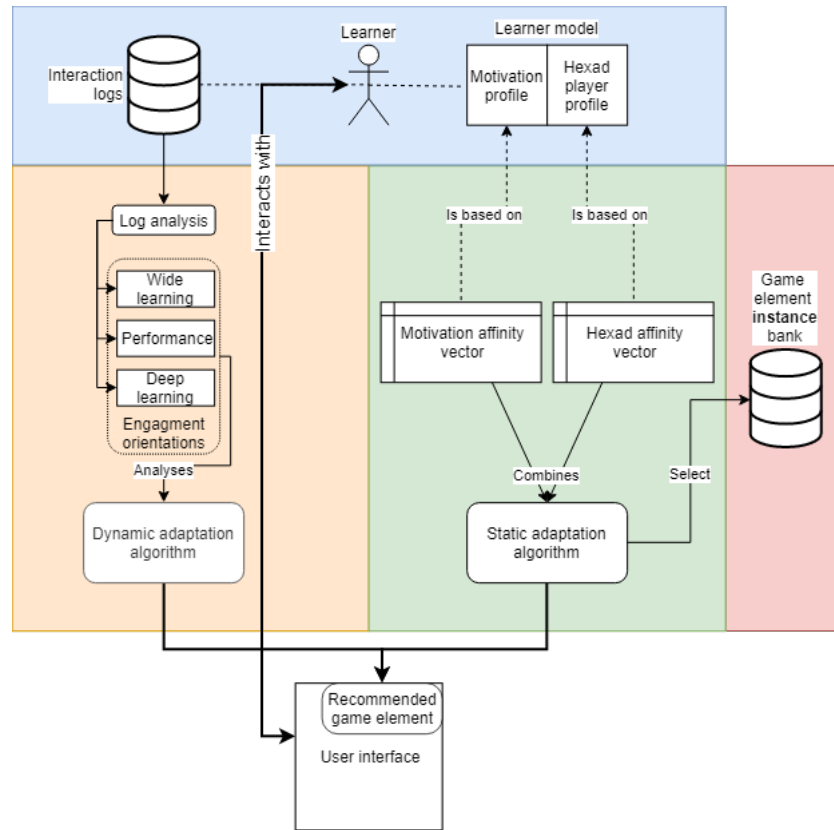 Learner
Learner model
Interaction
logs
Motivation
profile
Hexad
player
profile
Interacts with
Log analysis
Is based on
Is based on
Wide
learning
Performance
Deep
learning
Engagment
orientations
Motivation affinity
vector
Hexad affinity
vector
Game
element
instance
bank
Analyses
Combines
Select
Dynamic adaptation
algorithm
Static adaptation
algorithm
Recommended
game element
User interface